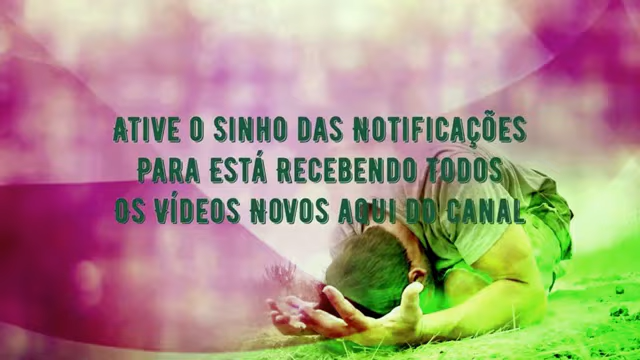 Ative o sinho das Notificações
Para Está Recebendo todos
os vídeos Novos aqui do canal